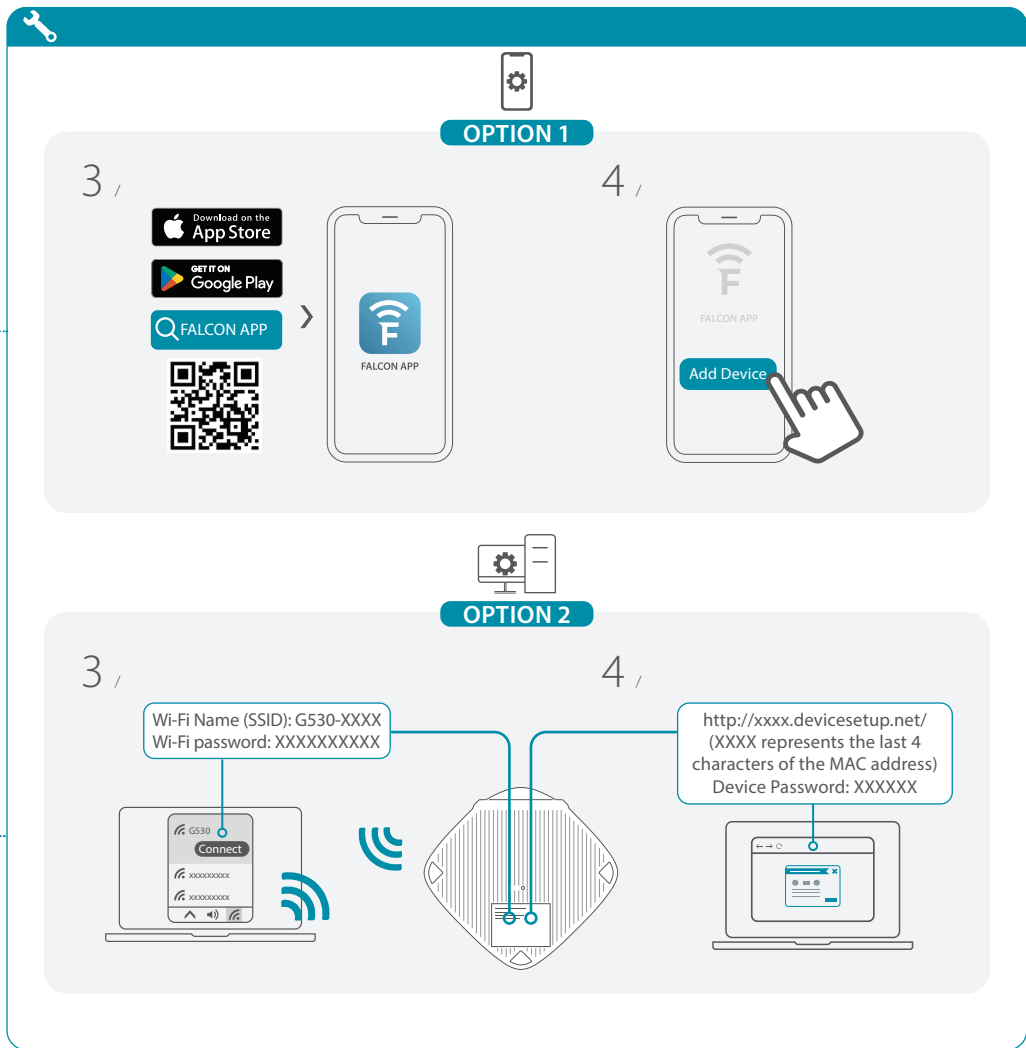 OPTION 1
3 /
Download on the
App Store
GET IT ON
Google Play
FALCON APP
F
FALCON APP
4 /
F
FALCON APP
Add Device
OPTION 2
3 /
Wi-Fi Name (SSID): G530-XXXX
Wi-Fi password: XXXXXXXXXX
G530
Connect
xxxxxxxxx
xxxxxxxxx
4 /
http://xxxx.devicesetup.net/
(XXXX represents the last 4
characters of the MAC address)
Device Password: XXXXXX